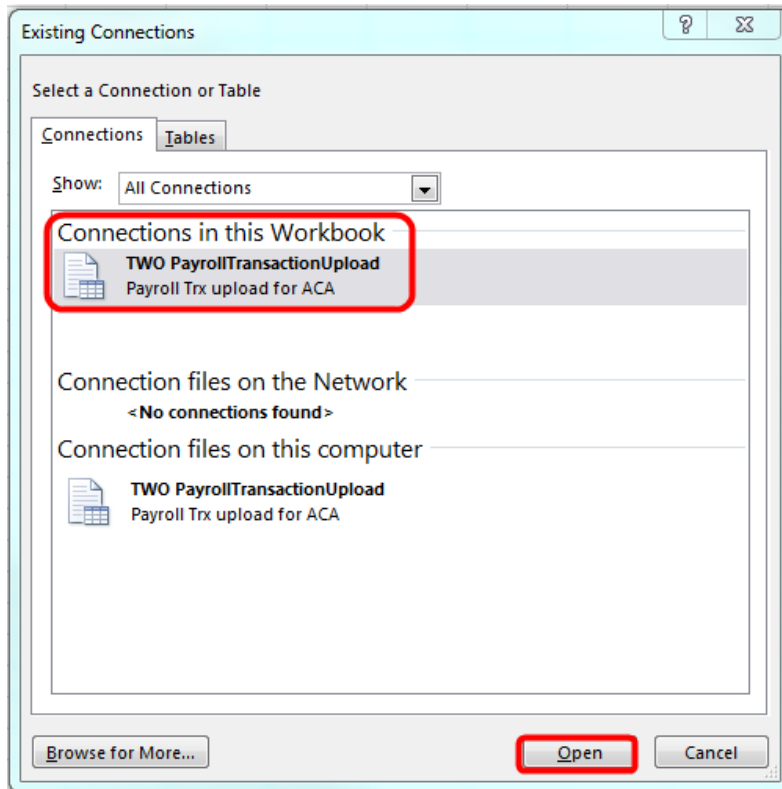 Existing Connections
Select a Connection or Table
Connections Tables
Show: All Connections
Connections in this Workbook
TWO PayrollTransactionUpload
Payroll Trx upload for ACA
Connection files on the Network
<No connections found>
Connection files on this computer
TWO PayrollTransactionUpload
Payroll Trx upload for ACA
Browse for More... Open Cancel